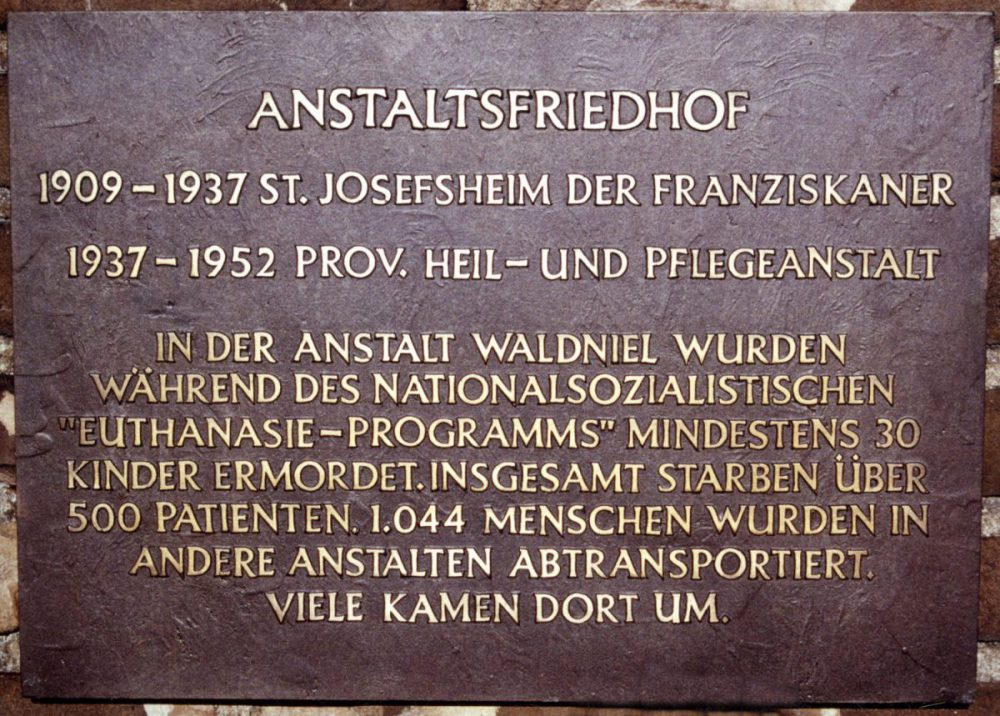 ANSTALTSFRIEDHOF
1909–1937 ST. JOSEFSHEIM DER FRANZISKANER
1937–1952 PROV. HEIL– UND PFLEGEANSTALT
IN DER ANSTALT WALDNIEL WURDEN
WÄHREND DES NATIONALSOZIALISTISCHEN
"EUTHANASIE–PROGRAMMS" MINDESTENS 30
KINDER ERMORDET. INSGESAMT STARBEN ÜBER
500 PATIENTEN. 1.044 MENSCHEN WURDEN IN
ANDERE ANSTALTEN ABTRANSPORTIERT.
VIELE KAMEN DORT UM.